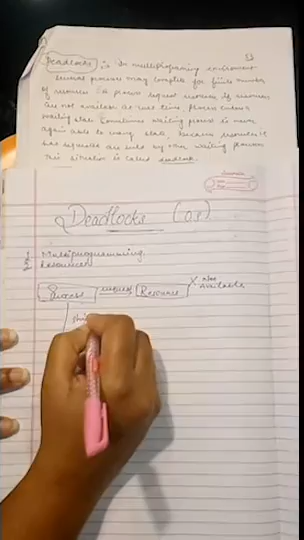 Deadlocks :- In multiprogramming environment
several processes may compete for finite number
of resources. A process request resources; if resources
are not available at that time, Process enters
waiting state. Sometimes waiting process is never
again able to change state, because resources it
has requested are held by other waiting processes
This situation is called deadlock.
Deadlocks (OS)
Multiprogramming
Resources
Process request Resource Not
Available